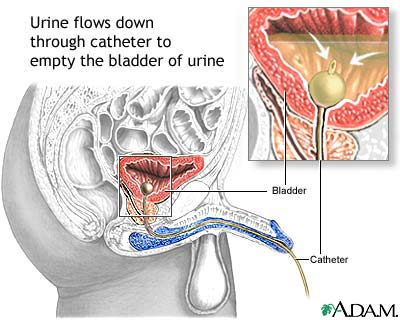 Urine flows down
through catheter to
empty the bladder of urine
Bladder
Catheter
A.D.A.M.